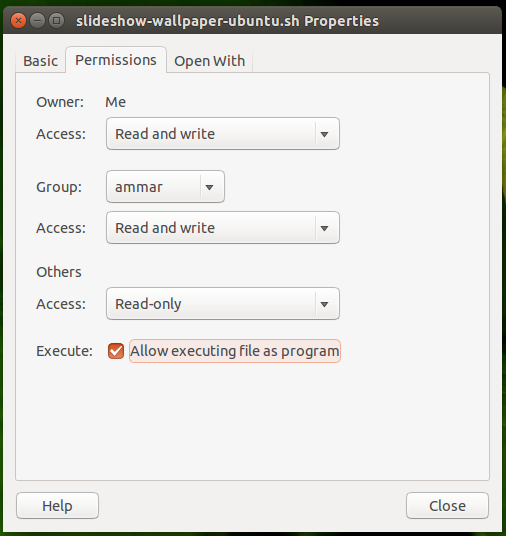 slideshow-wallpaper-ubuntu.sh Properties
Basic Permissions Open With
Owner: Me
Access: Read and write
Group: ammar
Access: Read and write
Others
Access: Read-only
Execute: Allow executing file as program
Help Close